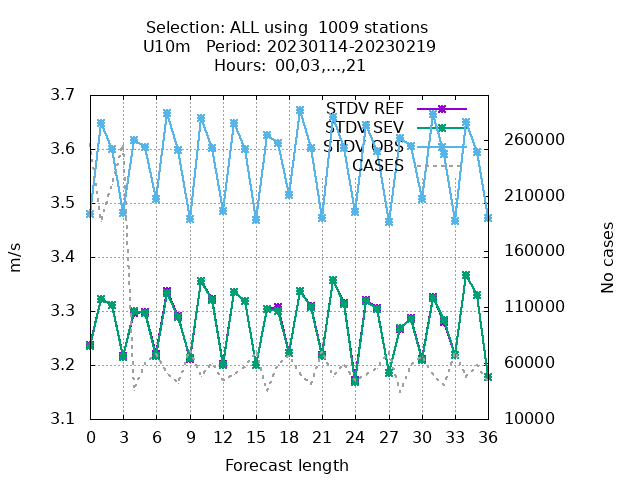 Selection: ALL using  1009 stations
U10m   Period: 20230114-20230219
Hours: 00,03,...,21
3.7
3.6
3.5
3.4
3.3
3.2
3.1
m/s
STDV REF
STDV SEV
STDV OBS
CASES
260000
210000
160000
110000
60000
10000
No cases
0 3 6 9 12 15 18 21 24 27 30 33 36
Forecast length